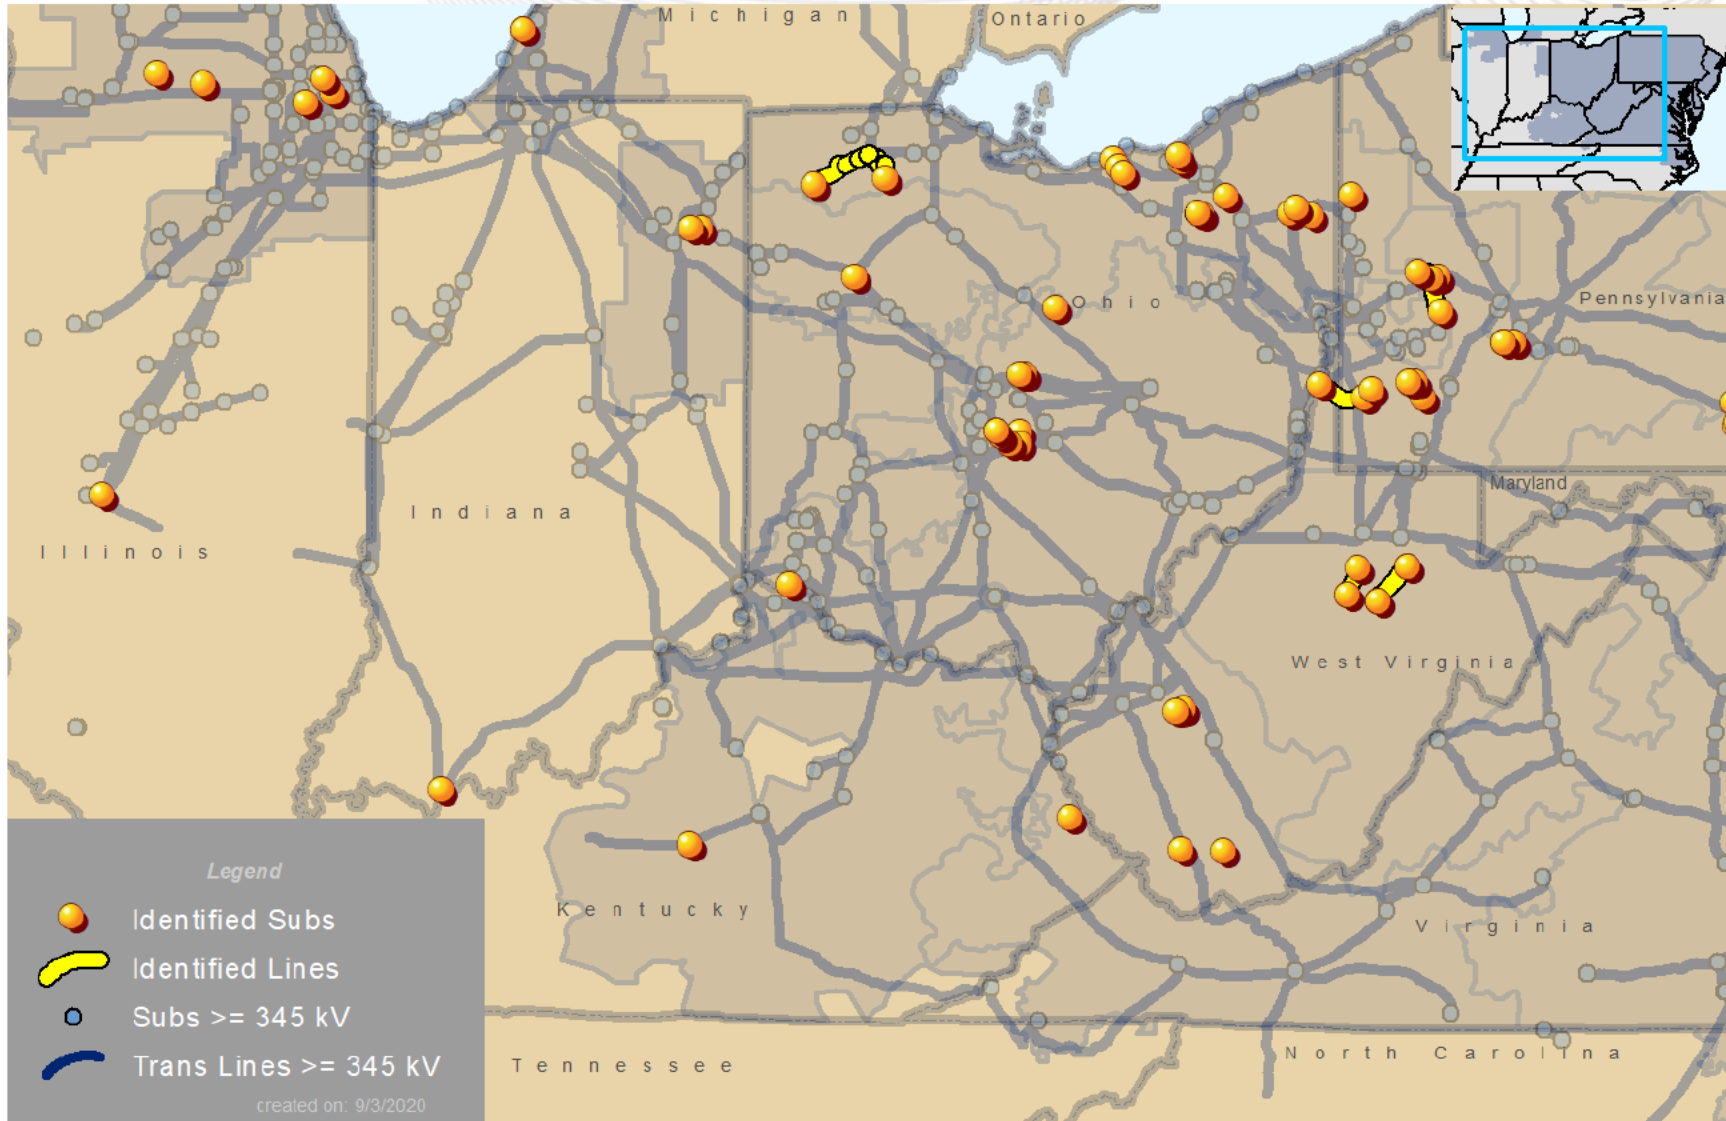 Michigan
Ontario
Ohio
Pennsylvania
Maryland
Indiana
Illinois
West Virginia
Kentucky
Virginia
Tennessee
North Carolina
Legend
Identified Subs
Identified Lines
Subs >= 345 kV
Trans Lines >= 345 kV
created on: 9/3/2020